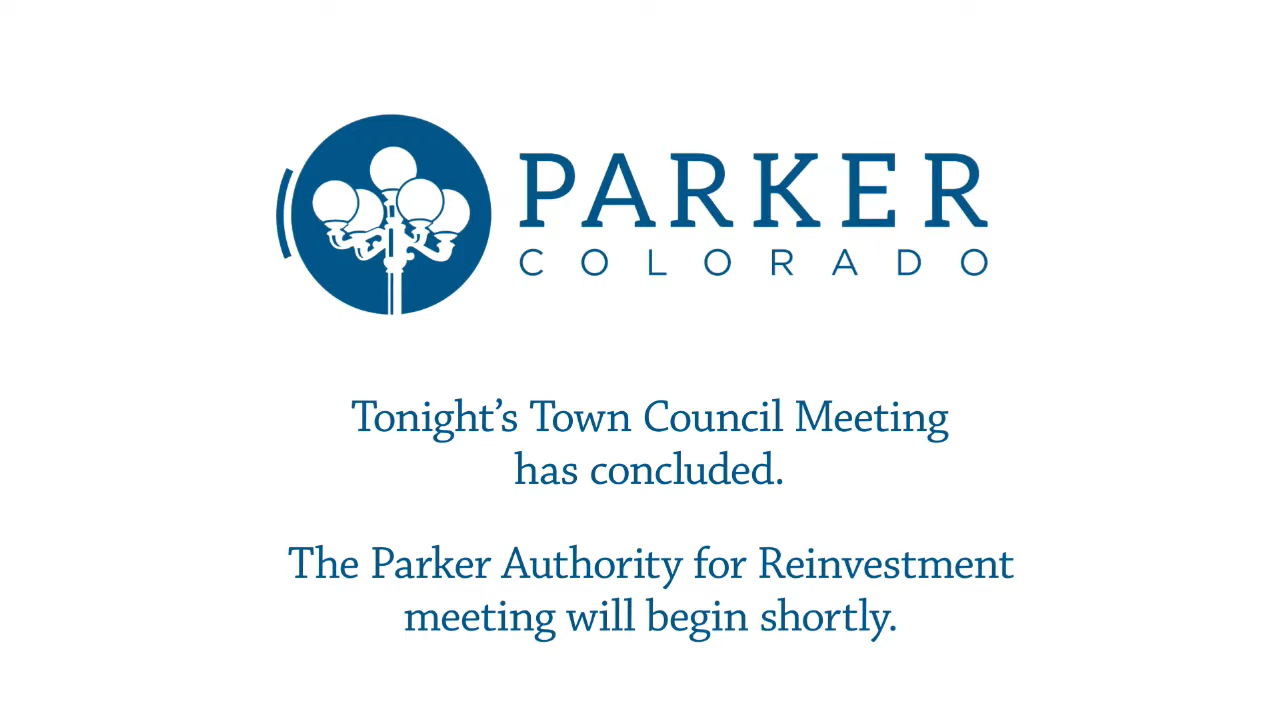 PARKER
COLORADO
Tonight’s Town Council Meeting
has concluded.
The Parker Authority for Reinvestment
meeting will begin shortly.